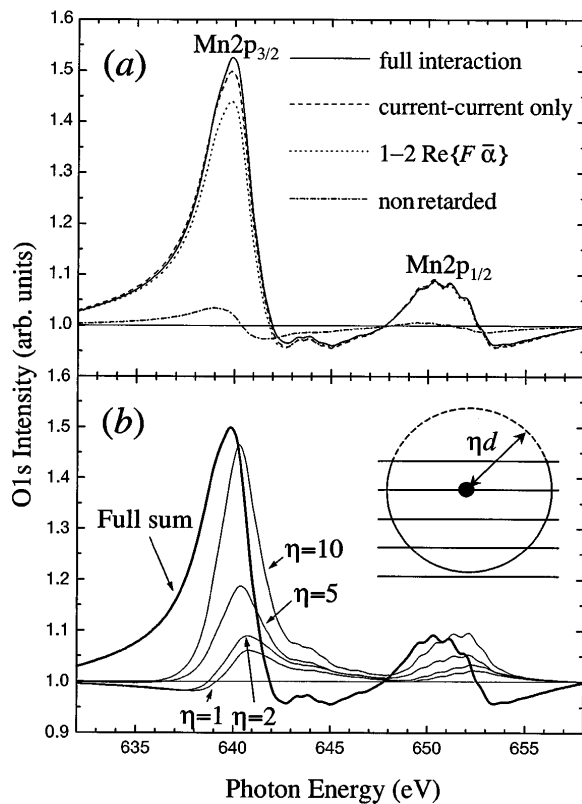 (a)
Mn2p3/2
full interaction
current-current only
1−2 Re{F ᾱ}
non retarded
Mn2p1/2
1.6
1.5
1.4
1.3
1.2
1.1
1.0
1.6
O1s Intensity (arb. units)
(b)
ηd
Full sum
η=10
η=5
η=1
η=2
1.5
1.4
1.3
1.2
1.1
1.0
0.9
635
640
645
650
655
Photon Energy (eV)